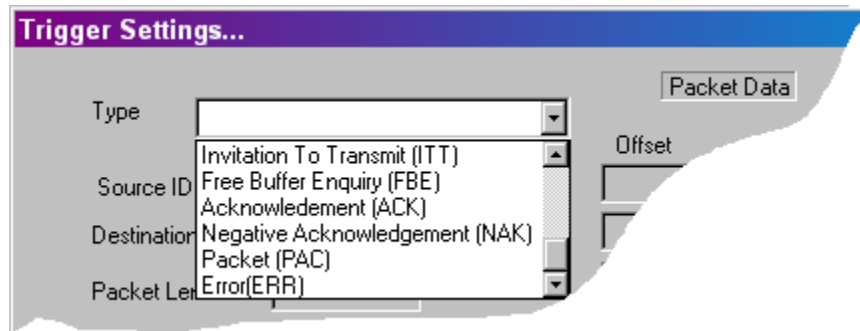 Trigger Settings...
Packet Data
Type
Offset
Invitation To Transmit (ITT)
Source ID
Free Buffer Enquiry (FBE)
Acknowledement (ACK)
Destination
Negative Acknowledgement (NAK)
Packet (PAC)
Packet Ler
Error(ERR)